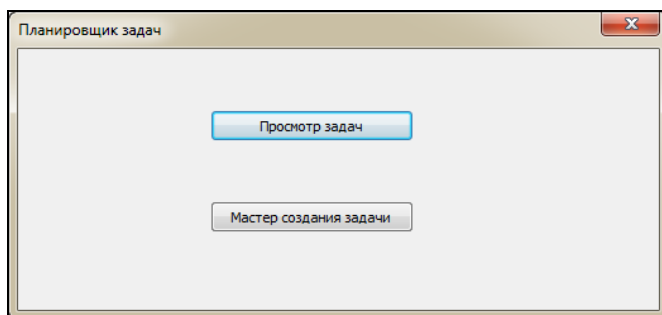 Планировщик задач
Просмотр задач
Мастер создания задачи